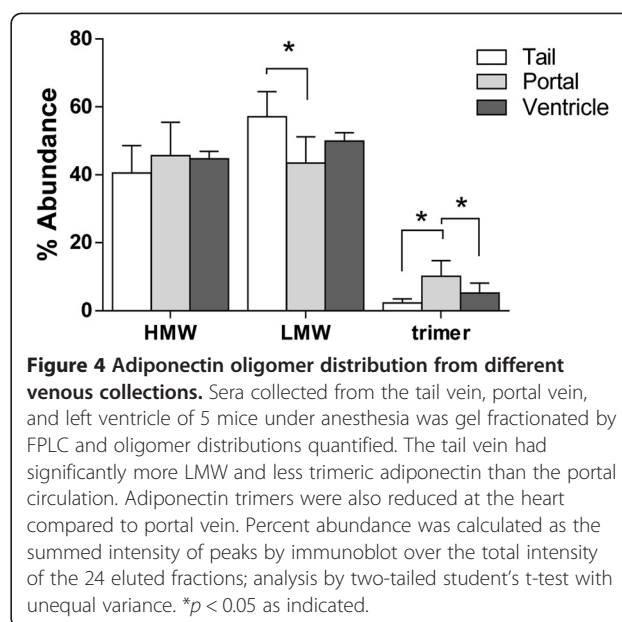 80
60
40
20
0
% Abundance
*
*
*
Tail
Portal
Ventricle
HMW
LMW
trimer
Figure 4 Adiponectin oligomer distribution from different
venous collections. Sera collected from the tail vein, portal vein,
and left ventricle of 5 mice under anesthesia was gel fractionated by
FPLC and oligomer distributions quantified. The tail vein had
significantly more LMW and less trimeric adiponectin than the portal
circulation. Adiponectin trimers were also reduced at the heart
compared to portal vein. Percent abundance was calculated as the
summed intensity of peaks by immunoblot over the total intensity
of the 24 eluted fractions; analysis by two-tailed student's t-test with
unequal variance. *p < 0.05 as indicated.